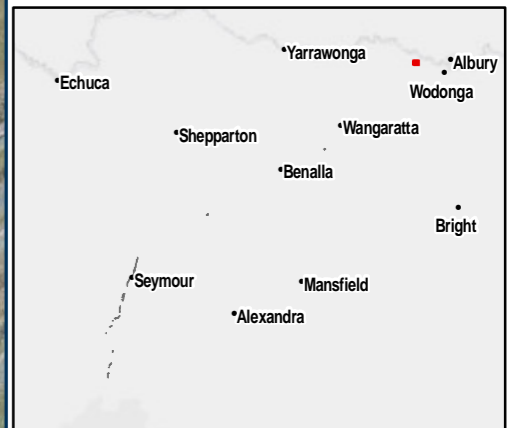 Yarrawonga
Albury
Echuca
Wodonga
Wangaratta
Shepparton
Benalla
Bright
Seymour
Mansfield
Alexandra